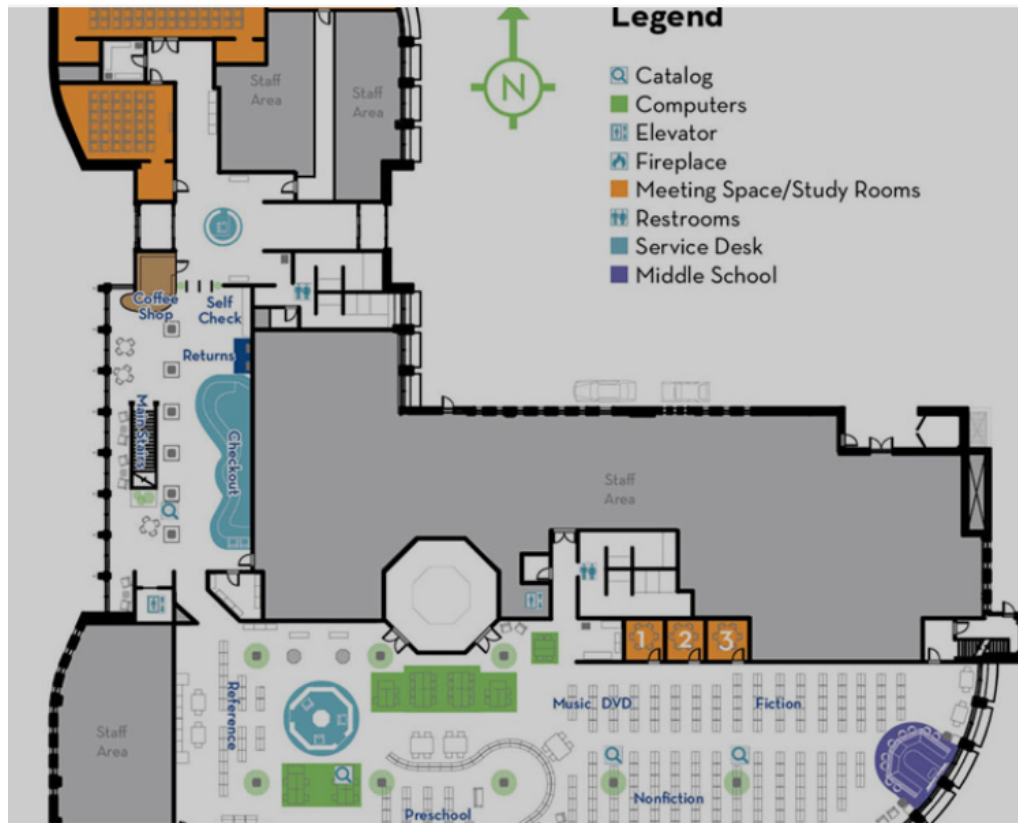 Legend
N
Catalog
Computers
Elevator
Fireplace
Meeting Space/Study Rooms
Restrooms
Service Desk
Middle School
Staff
Area
Staff
Area
Coffee
Shop
Self
Check
Returns
Main Stairs
Checkout
Staff
Area
1
2
3
Reference
Music
DVD
Fiction
Staff
Area
Nonfiction
Preschool